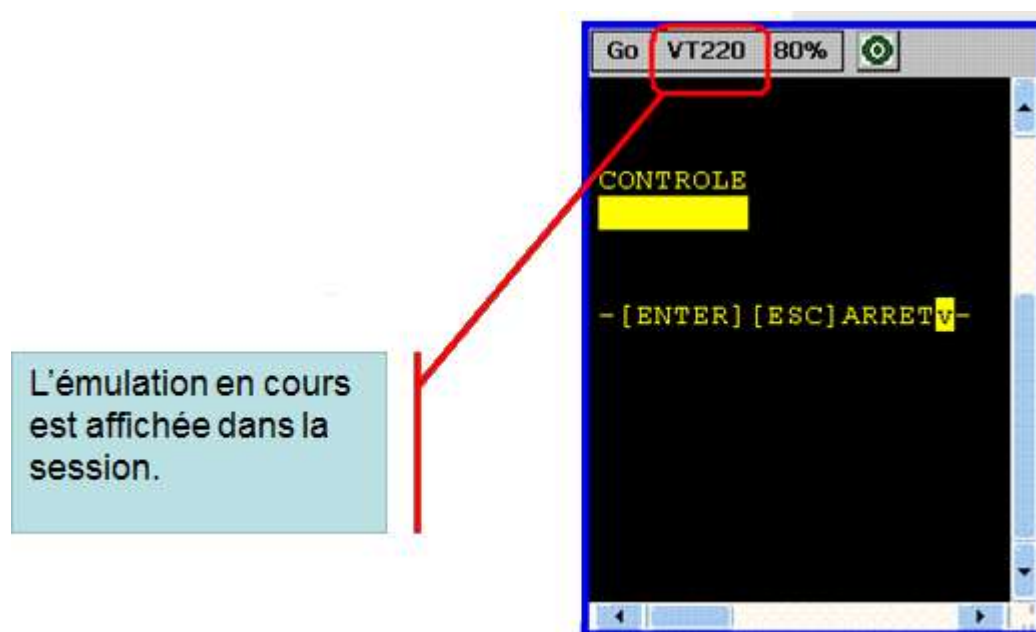 Go VT220 80%
CONTROLE
-[ENTER][ESC]ARRETv-
L'émulation en cours
est affichée dans la
session.